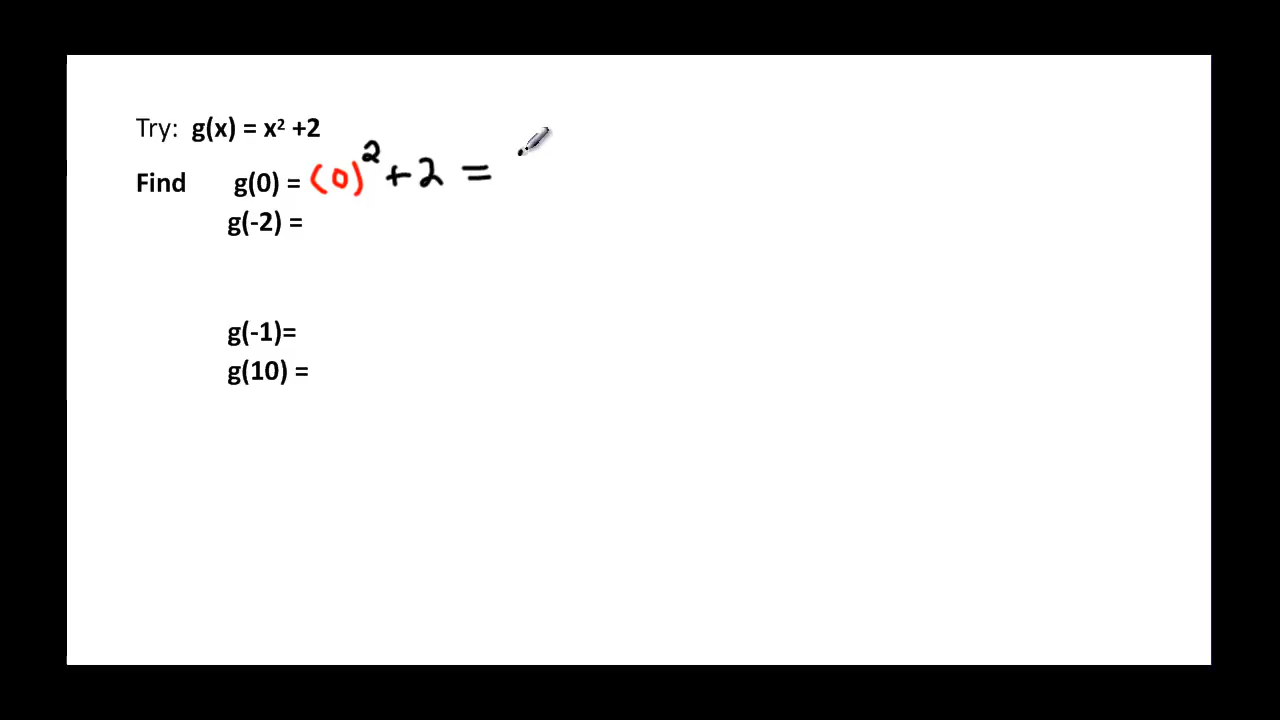 Try: g(x) = x² +2
Find g(0) = (0)² + 2 =
g(-2) =
g(-1)=
g(10) =